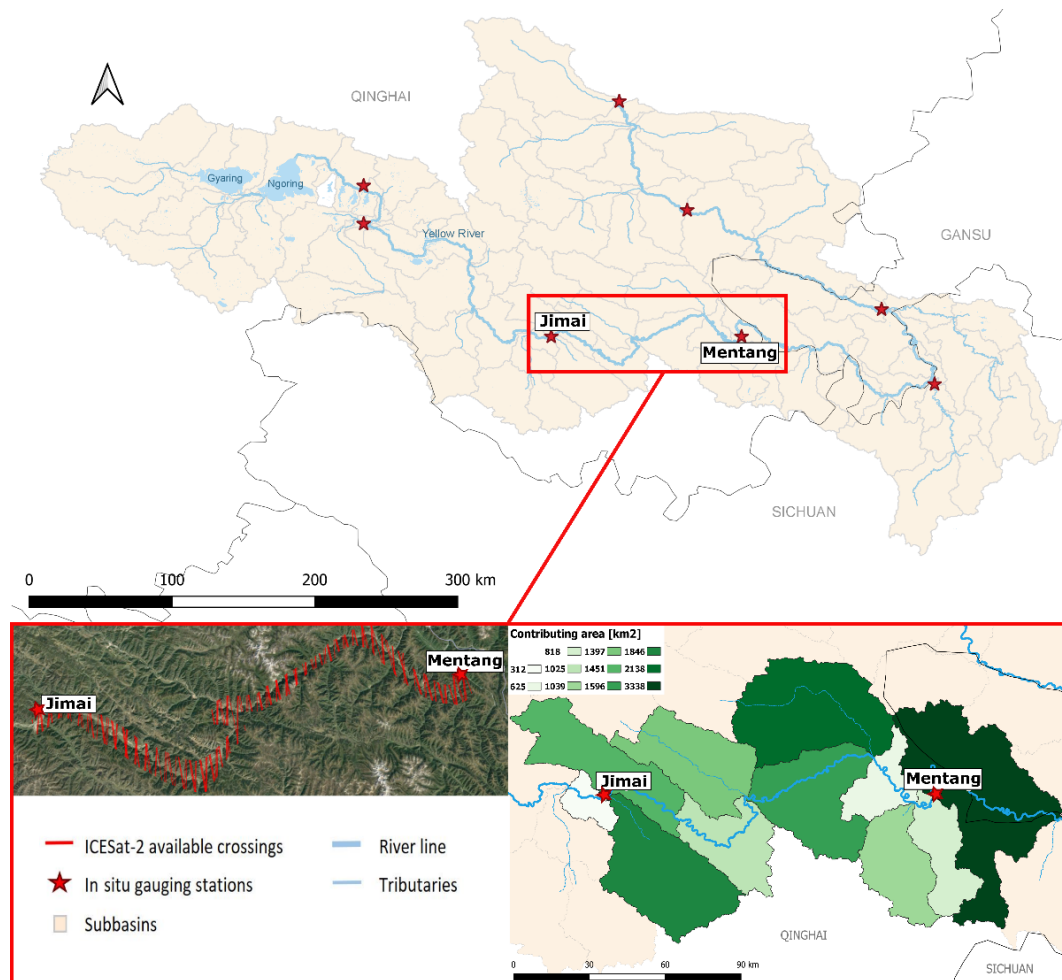 QINGHAI
Gyaring
Ngoring
Yellow River
GANSU
Jimai
Mentang
SICHUAN
0 100 200 300 km
Jimai
Mentang
ICESat-2 available crossings
River line
In situ gauging stations
Tributaries
Subbasins
Contributing area [km2]
818 1397 1846
312 1025 1451 2138
625 1039 1596 3338
Jimai
Mentang
QINGHAI
SICHUAN
0 30 60 90 km